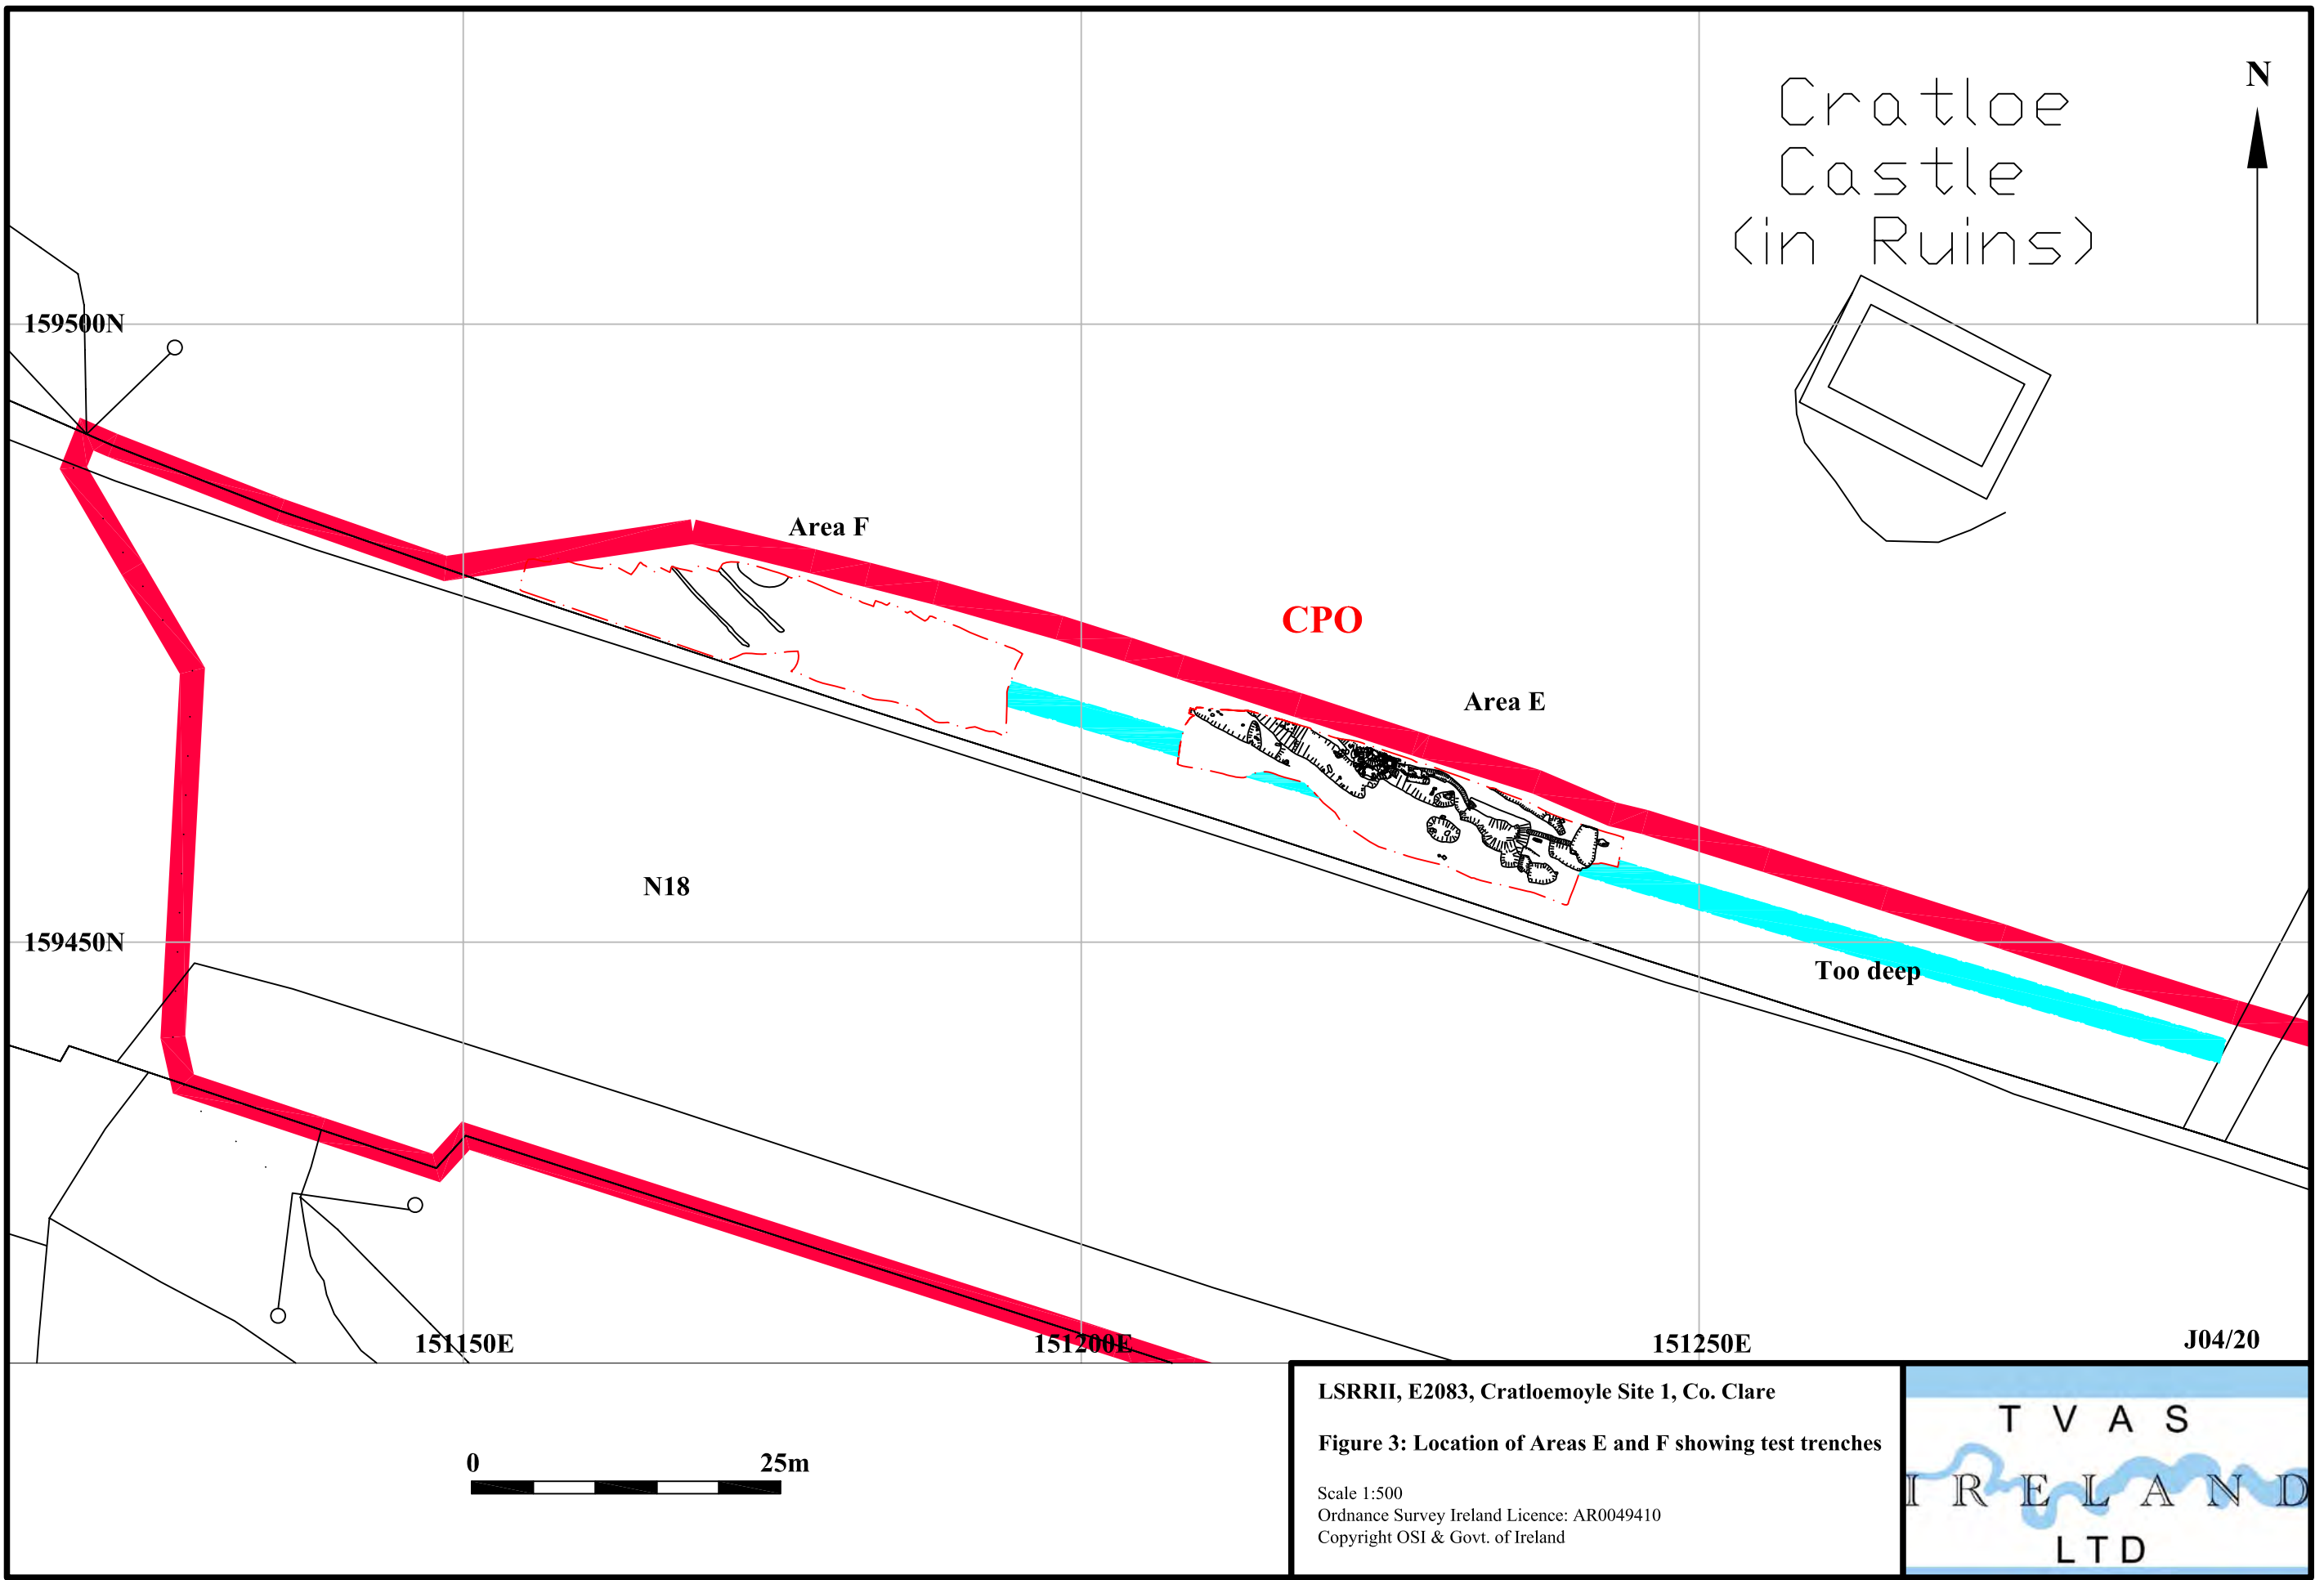 Cratloe
Castle
(in Ruins)
N
159500N
Area F
CPO
Area E
N18
159450N
Too deep
151150E
151200E
151250E
J04/20
0
25m
LSRRII, E2083, Cratloemoyle Site 1, Co. Clare
Figure 3: Location of Areas E and F showing test trenches
Scale 1:500
Ordnance Survey Ireland Licence: AR0049410
Copyright OSI & Govt. of Ireland
TVAS
IRELAND
LTD